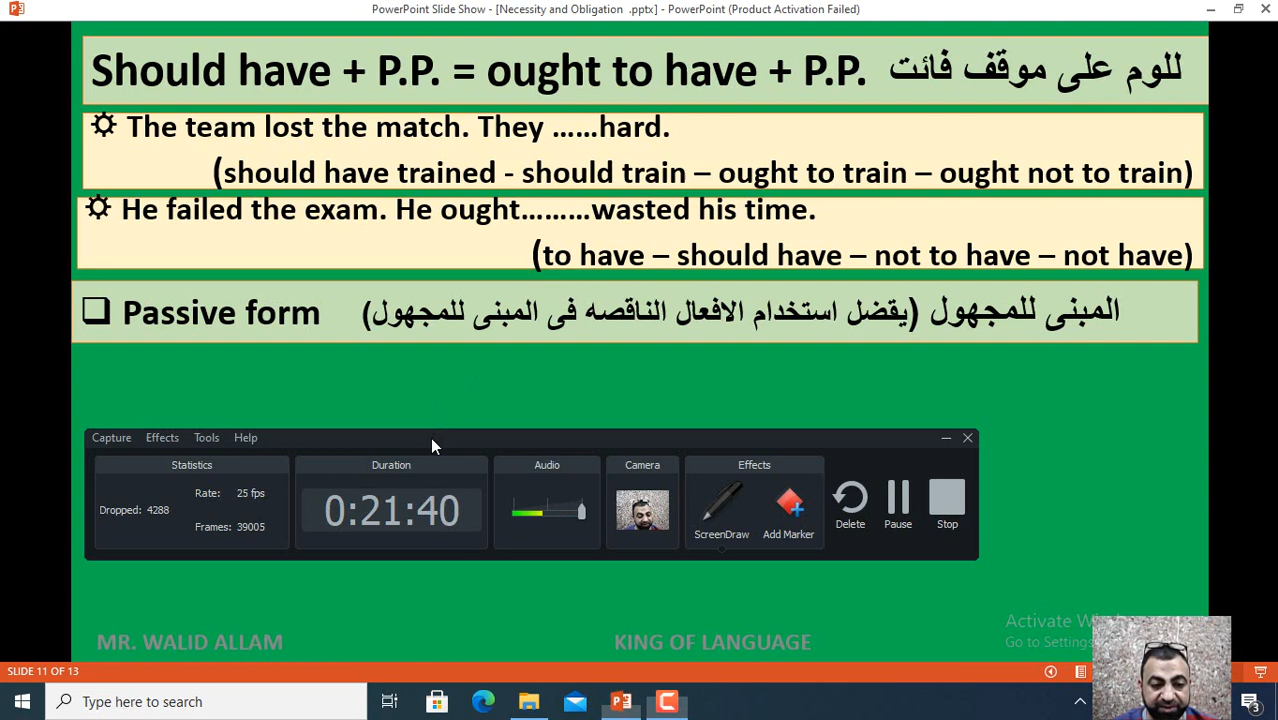 PowerPoint Slide Show - [Necessity and Obligation .pptx] - PowerPoint (Product Activation Failed)
Should have + P.P. = ought to have + P.P. للوم على موقف فائت
☼ The team lost the match. They ……hard.
(should have trained - should train – ought to train – ought not to train)
☼ He failed the exam. He ought………wasted his time.
(to have – should have – not to have – not have)
❑ Passive form المبنى للمجهول (يفضل استخدام الافعال الناقصه فى المبنى للمجهول)
Capture Effects Tools Help
Statistics Duration Audio Camera Effects
Rate: 25 fps
Dropped: 4288
Frames: 39005
0:21:40
ScreenDraw Add Marker Delete Pause Stop
Activate
Go to Settings
MR. WALID ALLAM KING OF LANGUAGE
SLIDE 11 OF 13
Type here to search
3